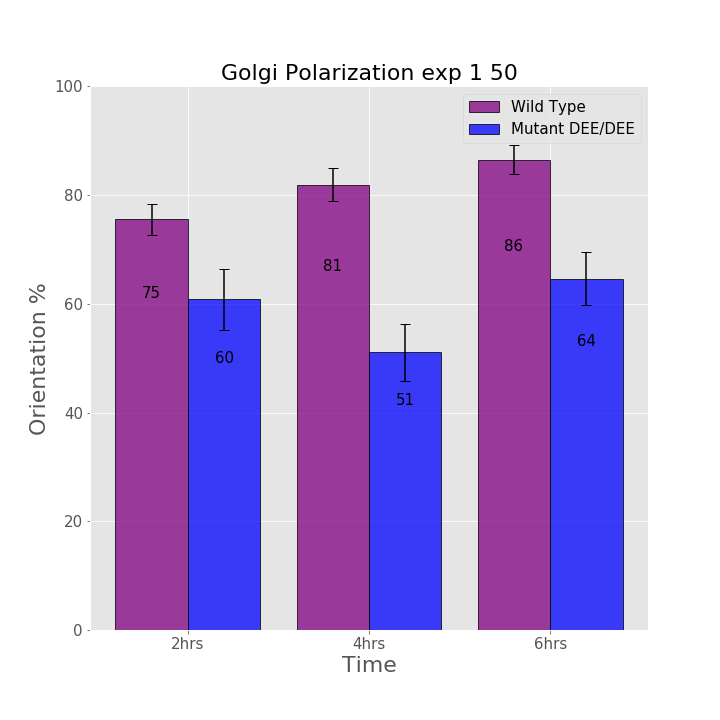 Golgi Polarization exp 1 50
Wild Type
Mutant DEE/DEE
Orientation %
100
80
60
40
20
0
75
60
81
51
86
64
2hrs
4hrs
6hrs
Time